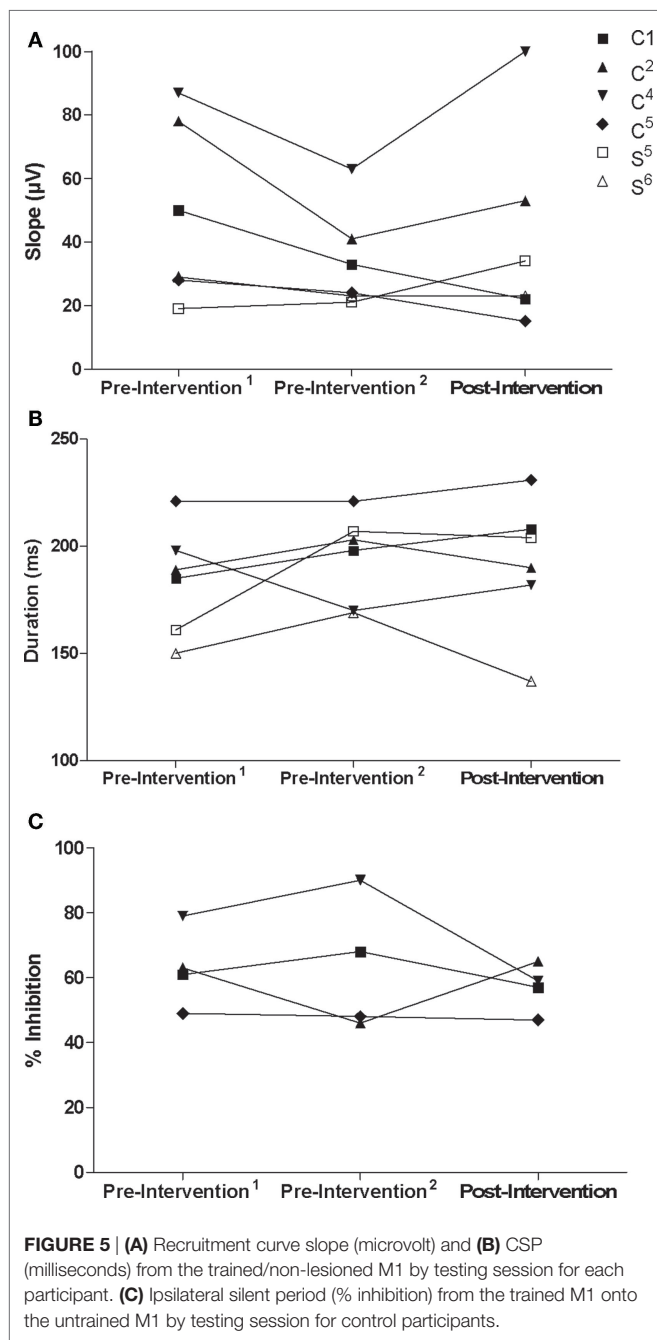 A
100
80
60
40
20
0
Slope (µV)
Pre-Intervention 1
Pre-Intervention 2
Post-Intervention
C1
C2
C4
C5
S5
S6
B
250
200
150
100
Duration (ms)
Pre-Intervention 1
Pre-Intervention 2
Post-Intervention
C
100
80
60
40
20
0
% Inhibition
Pre-Intervention 1
Pre-Intervention 2
Post-Intervention
FIGURE 5 | (A) Recruitment curve slope (microvolt) and (B) CSP
(milliseconds) from the trained/non-lesioned M1 by testing session for each
participant. (C) Ipsilateral silent period (% inhibition) from the trained M1 onto
the untrained M1 by testing session for control participants.